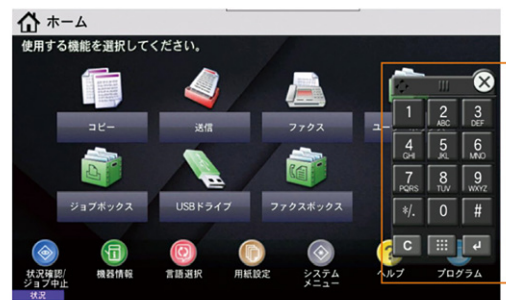 ホーム
使用する機能を選択してください。
コピー
送信
ファクス
ユー
ジョブボックス
USBドライブ
ファクスボックス
1
2 ABC
3 DEF
4 GHI
5 JKL
6 MNO
7 PQRS
8 TUV
9 WXYZ
*/.
0
#
C
状況確認/
ジョブ中止
機器情報
言語選択
用紙設定
システム
メニュー
ヘルプ
プログラム
状況